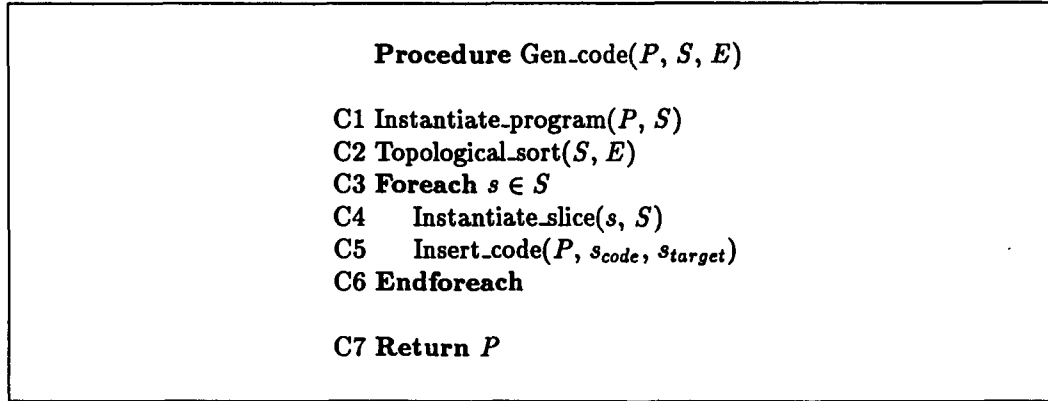 Procedure Gen_code(P, S, E)
C1 Instantiate_program(P, S)
C2 Topological_sort(S, E)
C3 Foreach s ∈ S
C4 Instantiate_slice(s, S)
C5 Insert_code(P, s_code, s_target)
C6 Endforeach
C7 Return P